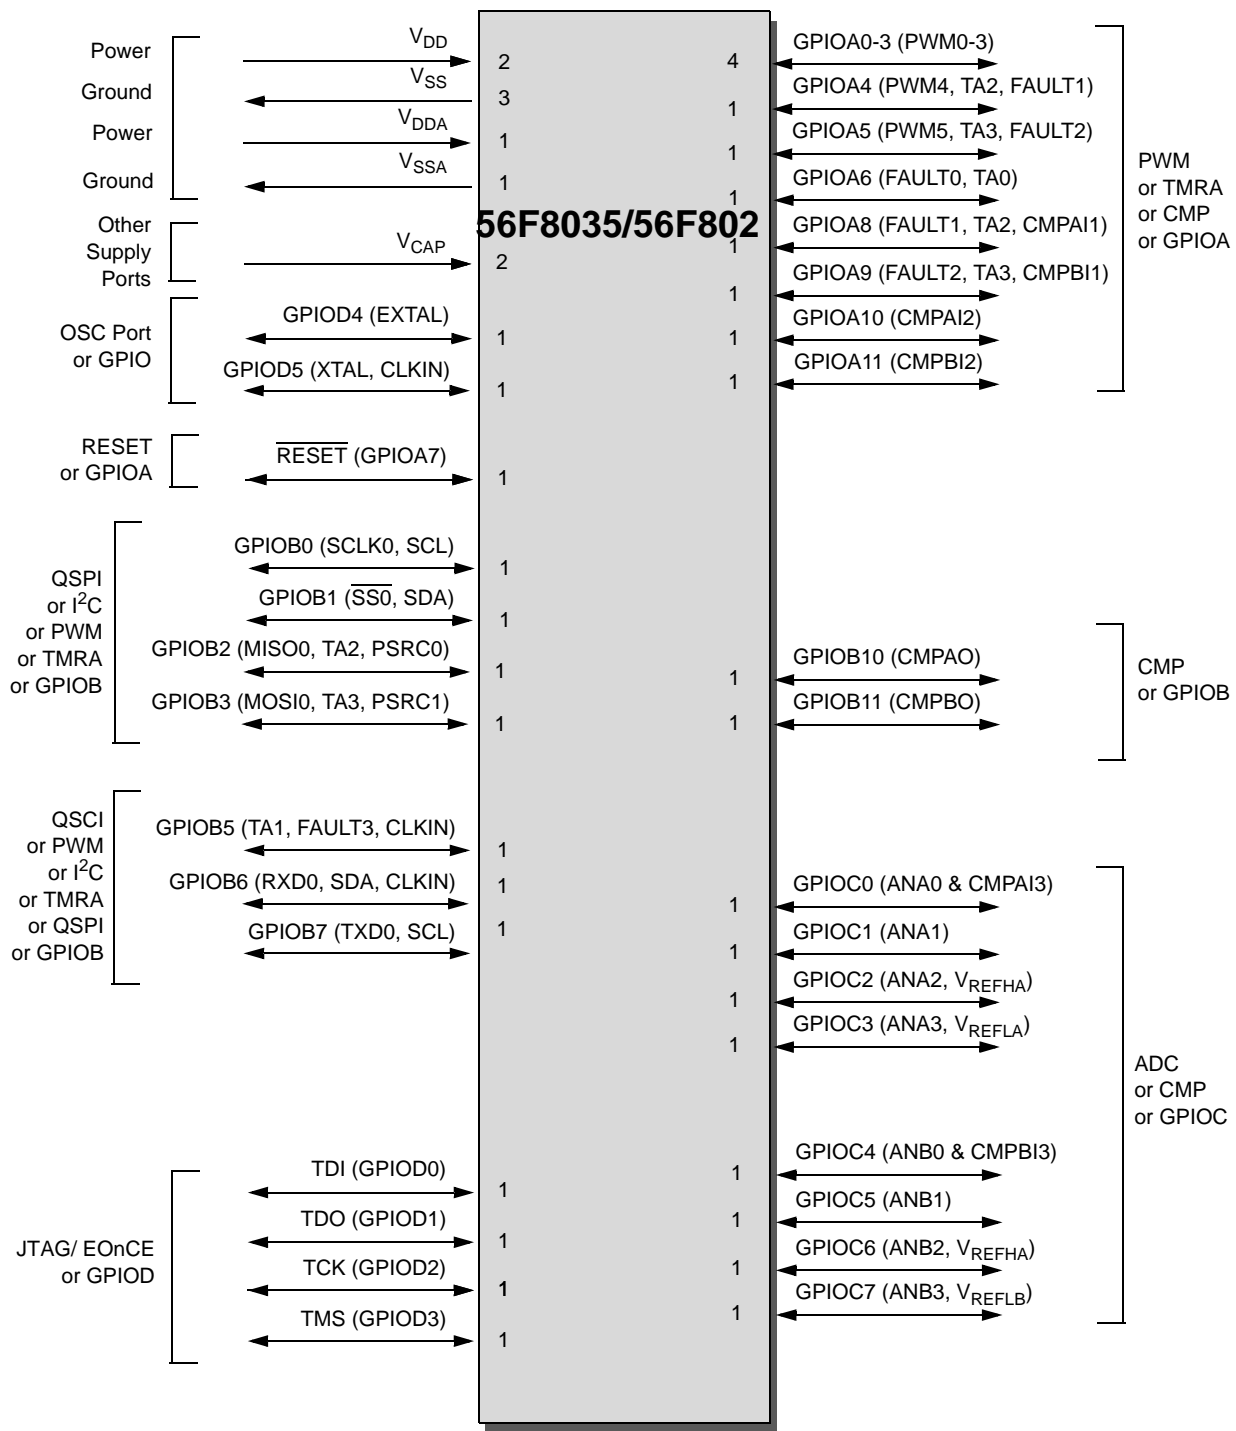 Power
V_DD
2
Ground
V_SS
3
Power
V_DDA
1
Ground
V_SSA
1
56F8035/56F802
Other
Supply
Ports
V_CAP
2
OSC Port
or GPIO
GPIOD4 (EXTAL)
1
GPIOD5 (XTAL, CLKIN)
1
RESET
or GPIOA
RESET (GPIOA7)
1
QSPI
or I2C
or PWM
or TMRA
or GPIOB
GPIOB0 (SCLK0, SCL)
1
GPIOB1 (SS0, SDA)
1
GPIOB2 (MISO0, TA2, PSRC0)
1
GPIOB3 (MOSI0, TA3, PSRC1)
1
QSCI
or PWM
or I2C
or TMRA
or QSPI
or GPIOB
GPIOB5 (TA1, FAULT3, CLKIN)
1
GPIOB6 (RXD0, SDA, CLKIN)
1
GPIOB7 (TXD0, SCL)
1
JTAG/ EOnCE
or GPIOD
TDI (GPIOD0)
1
TDO (GPIOD1)
1
TCK (GPIOD2)
1
TMS (GPIOD3)
1
4
GPIOA0-3 (PWM0-3)
1
GPIOA4 (PWM4, TA2, FAULT1)
1
GPIOA5 (PWM5, TA3, FAULT2)
1
GPIOA6 (FAULT0, TA0)
1
GPIOA8 (FAULT1, TA2, CMPAI1)
1
GPIOA9 (FAULT2, TA3, CMPBI1)
1
GPIOA10 (CMPAI2)
1
GPIOA11 (CMPBI2)
PWM
or TMRA
or CMP
or GPIOA
1
GPIOB10 (CMPAO)
1
GPIOB11 (CMPBO)
CMP
or GPIOB
1
GPIOC0 (ANA0 & CMPAI3)
1
GPIOC1 (ANA1)
1
GPIOC2 (ANA2, V_REFHA)
1
GPIOC3 (ANA3, V_REFLA)
1
GPIOC4 (ANB0 & CMPBI3)
1
GPIOC5 (ANB1)
1
GPIOC6 (ANB2, V_REFHA)
1
GPIOC7 (ANB3, V_REFLB)
ADC
or CMP
or GPIOC